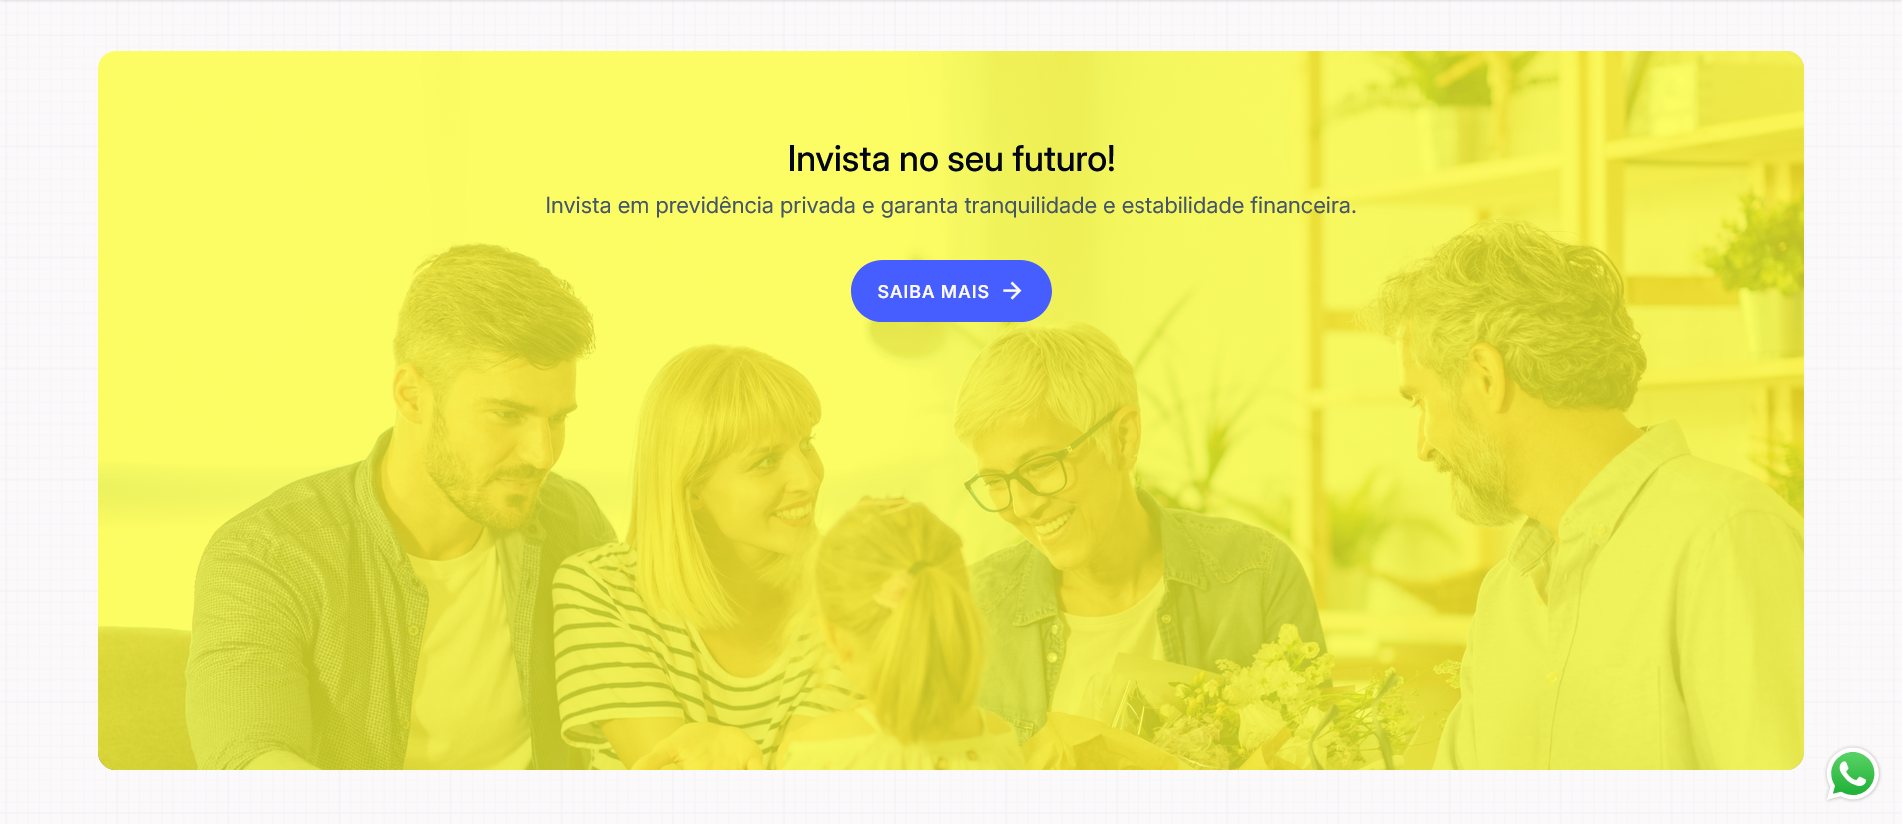 Invista no seu futuro!
Invista em previdência privada e garanta tranquilidade e estabilidade financeira.
SAIBA MAIS